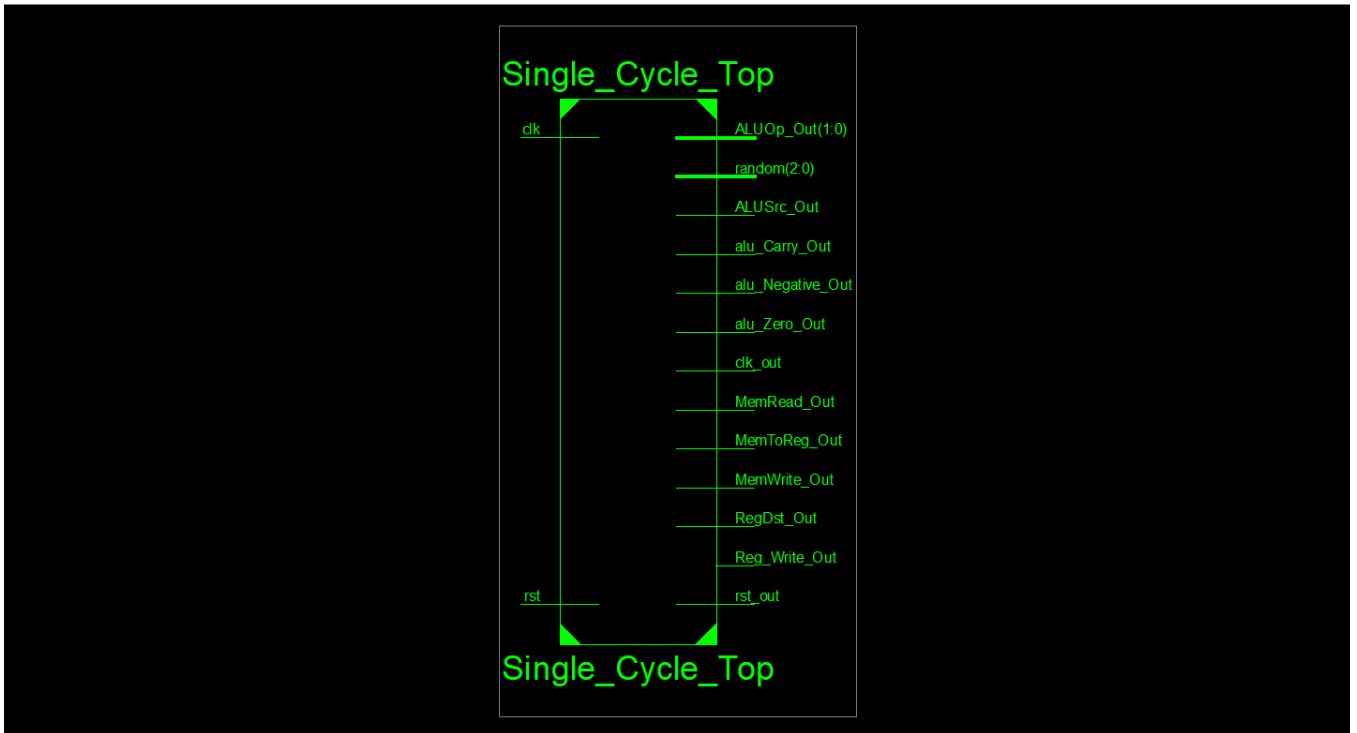 Single_Cycle_Top
clk
ALUOp_Out(1:0)
random(2:0)
ALUSrc_Out
alu_Carry_Out
alu_Negative_Out
alu_Zero_Out
clk_out
MemRead_Out
MemToReg_Out
MemWrite_Out
RegDst_Out
Reg_Write_Out
rst
rst_out
Single_Cycle_Top